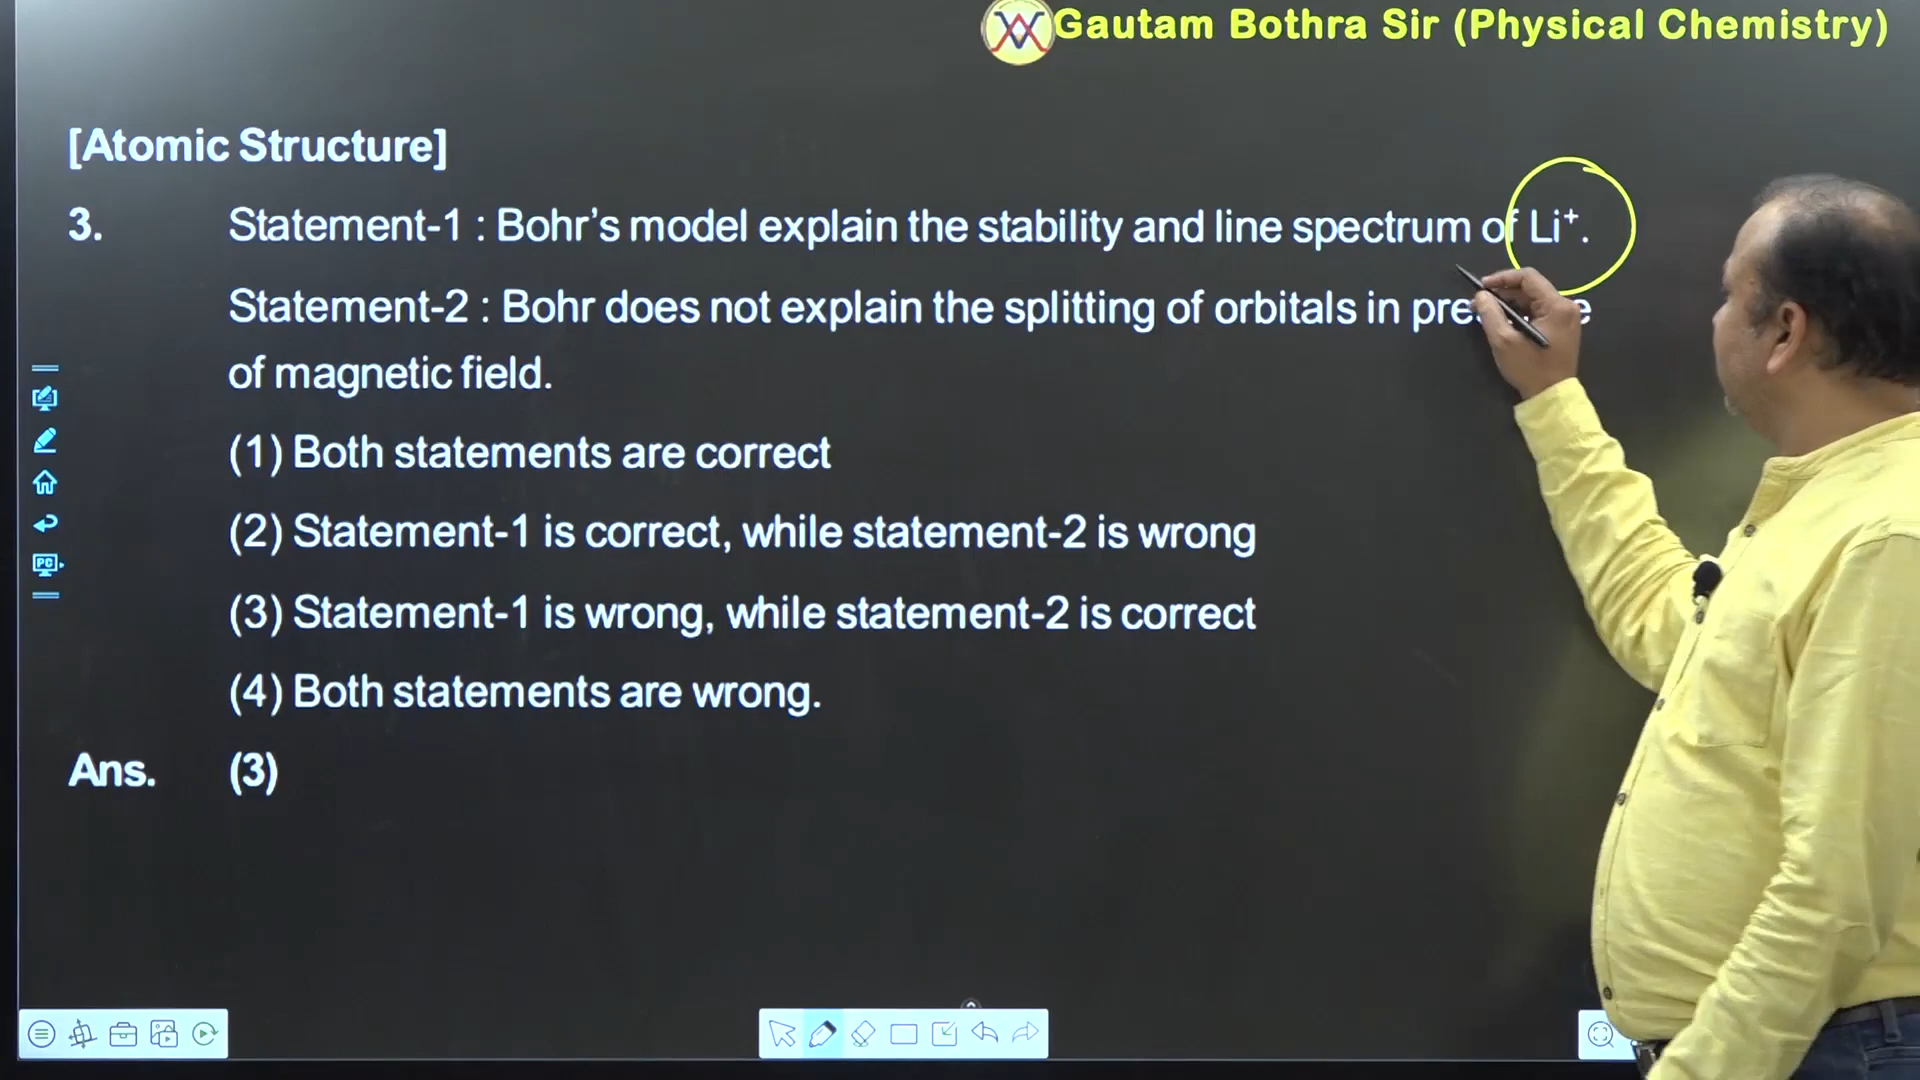 Gautam Bothra Sir (Physical Chemistry)
[Atomic Structure]
3. Statement-1 : Bohr’s model explain the stability and line spectrum of Li⁺.
Statement-2 : Bohr does not explain the splitting of orbitals in
of magnetic field.
(1) Both statements are correct
(2) Statement-1 is correct, while statement-2 is wrong
(3) Statement-1 is wrong, while statement-2 is correct
(4) Both statements are wrong.
Ans. (3)
PC